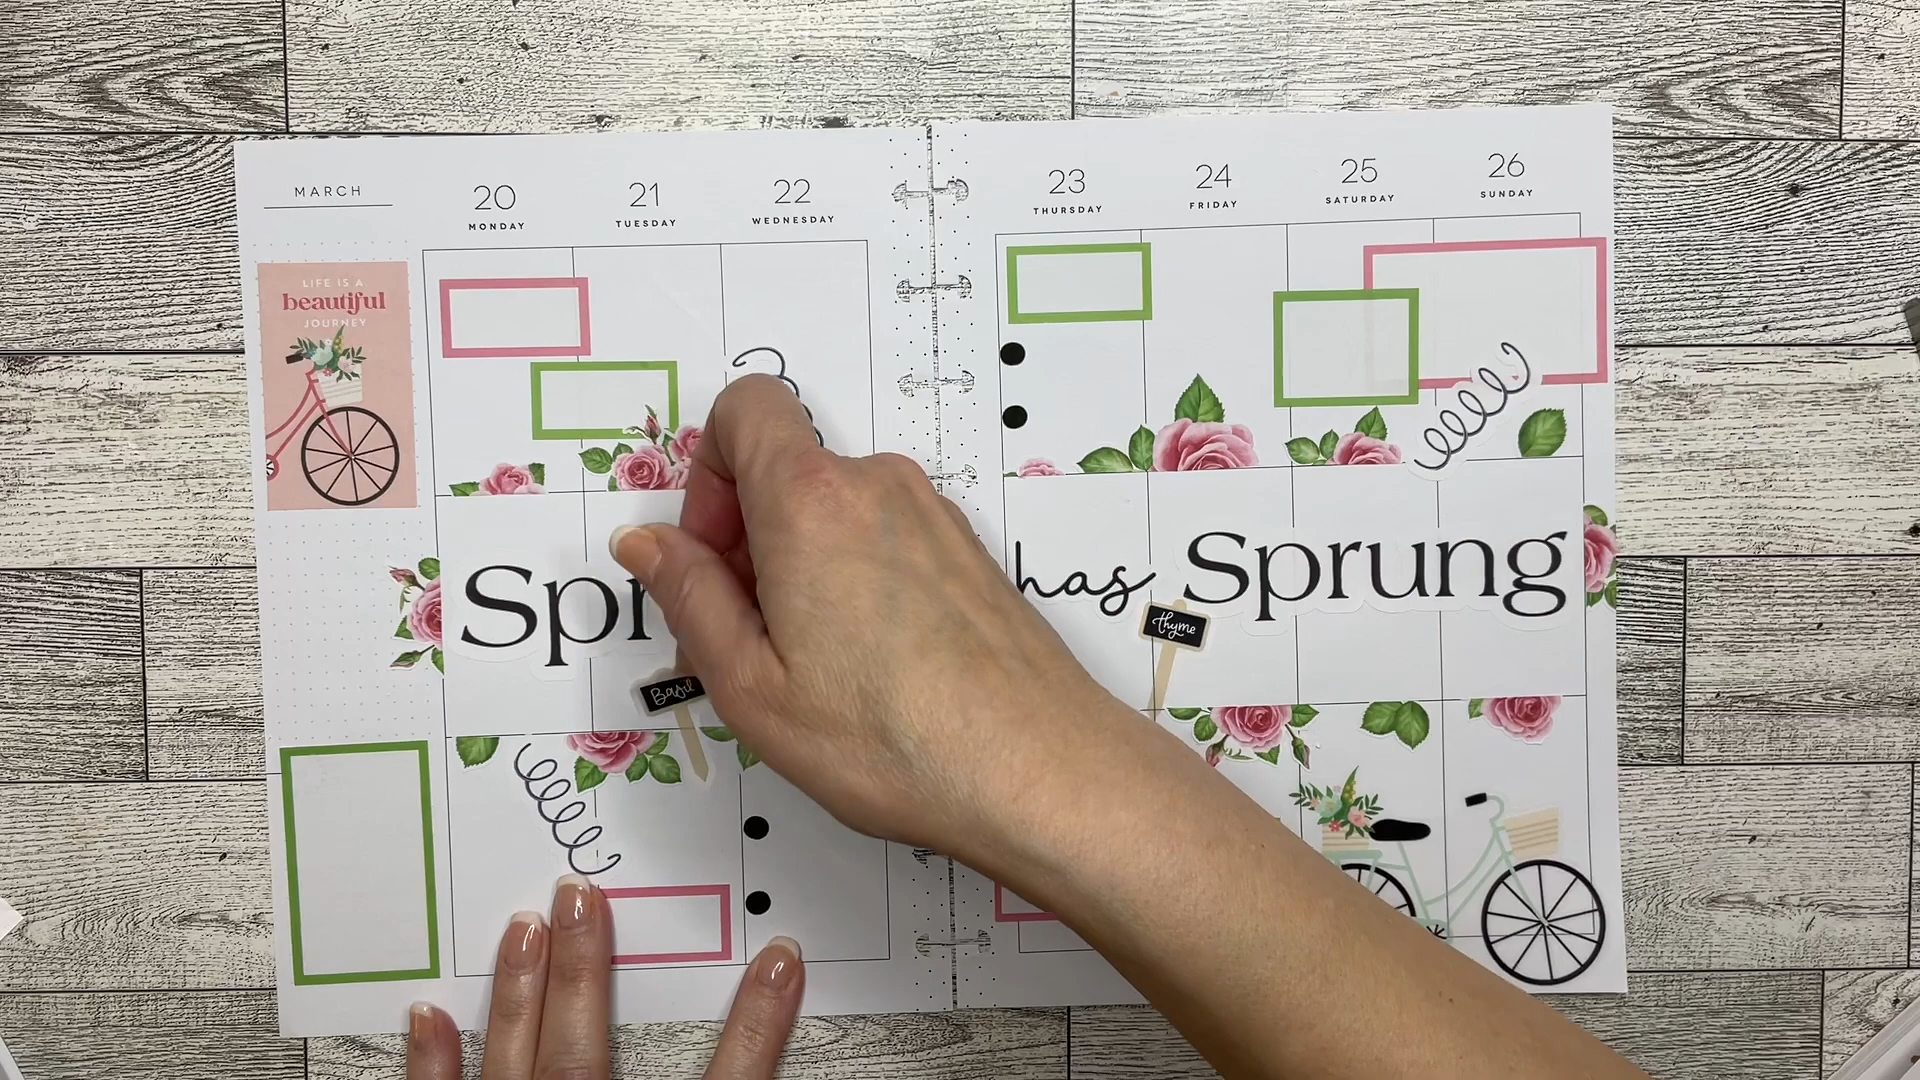 MARCH
20
MONDAY
21
TUESDAY
22
WEDNESDAY
23
THURSDAY
24
FRIDAY
25
SATURDAY
26
SUNDAY
LIFE IS A
beautiful
JOURNEY
Spr
has Sprung
thyme
Basil